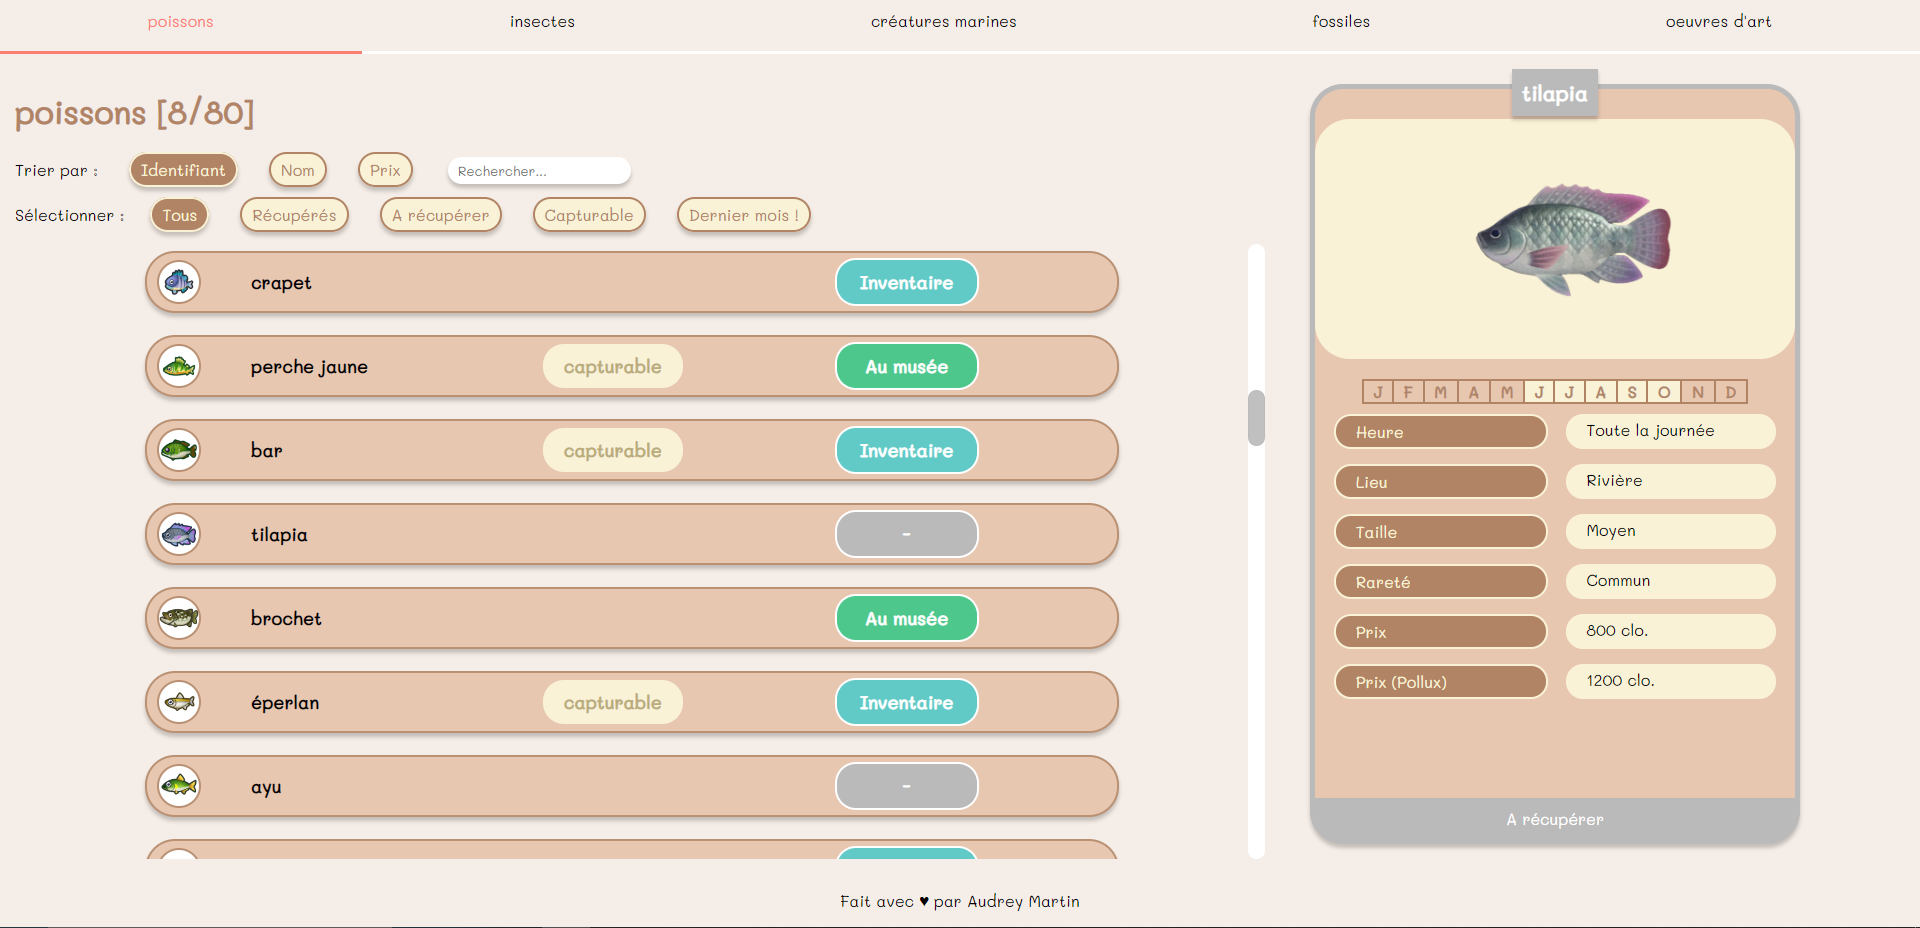 poissons
insectes
créatures marines
fossiles
oeuvres d'art
poissons [8/80]
Trier par :
Identifiant
Nom
Prix
Rechercher...
Sélectionner :
Tous
Récupérés
A récupérer
Capturable
Dernier mois !
crapet
Inventaire
perche jaune
capturable
Au musée
bar
capturable
Inventaire
tilapia
-
brochet
Au musée
éperlan
capturable
Inventaire
ayu
-
tilapia
J F M A M J J A S O N D
Heure
Toute la journée
Lieu
Rivière
Taille
Moyen
Rareté
Commun
Prix
800 clo.
Prix (Pollux)
1200 clo.
A récupérer
Fait avec ♥ par Audrey Martin